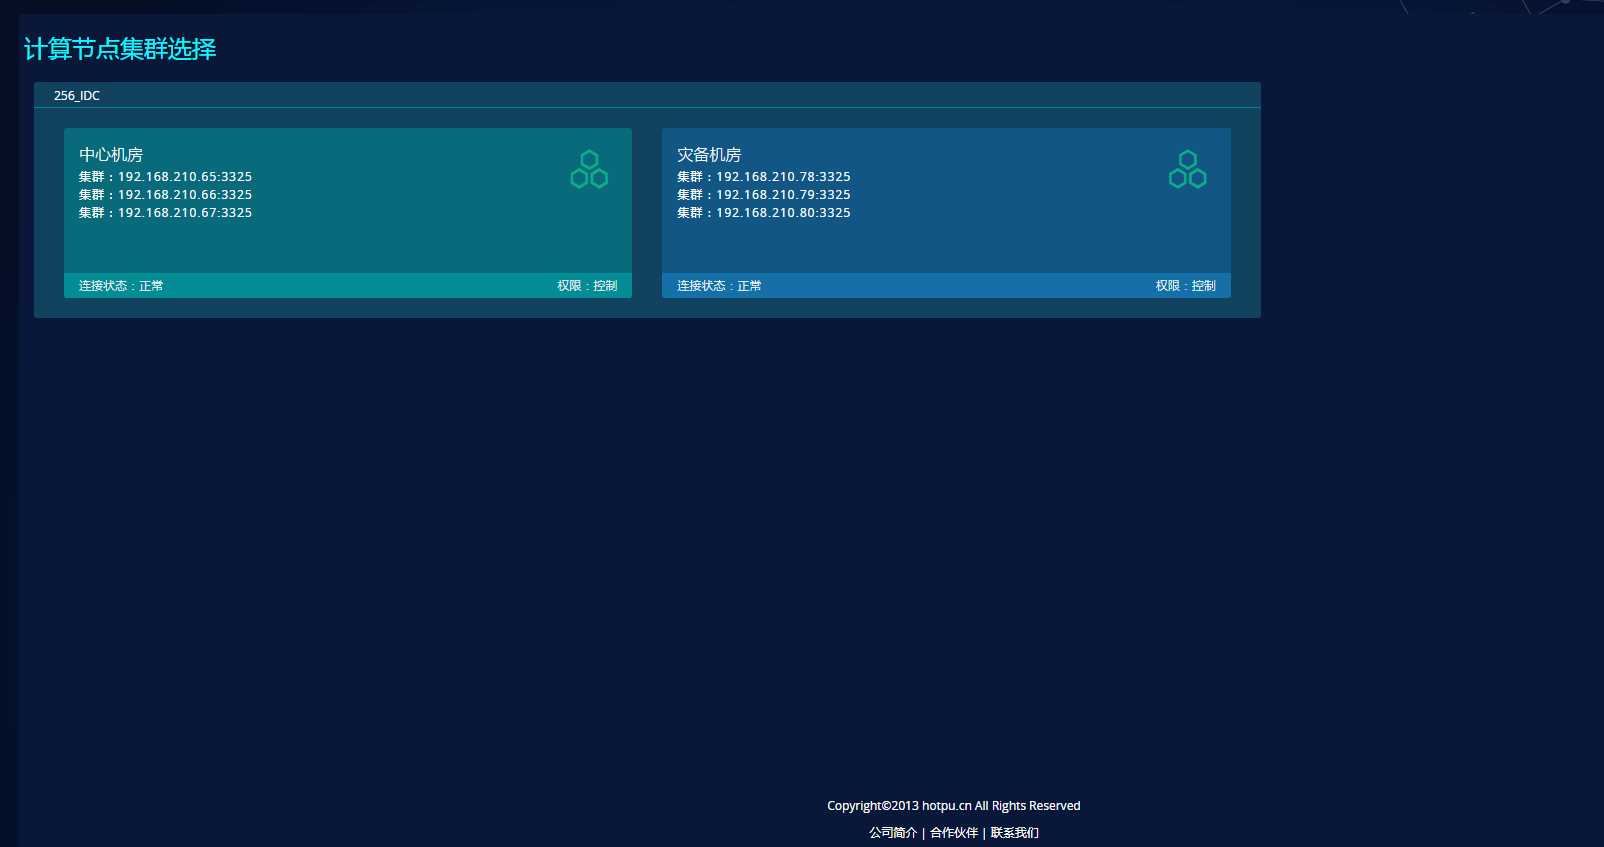 计算节点集群选择
256_IDC
中心机房
集群：192.168.210.65:3325
集群：192.168.210.66:3325
集群：192.168.210.67:3325
连接状态：正常
权限：控制
灾备机房
集群：192.168.210.78:3325
集群：192.168.210.79:3325
集群：192.168.210.80:3325
连接状态：正常
权限：控制
Copyright©2013 hotpu.cn All Rights Reserved
公司简介 | 合作伙伴 | 联系我们